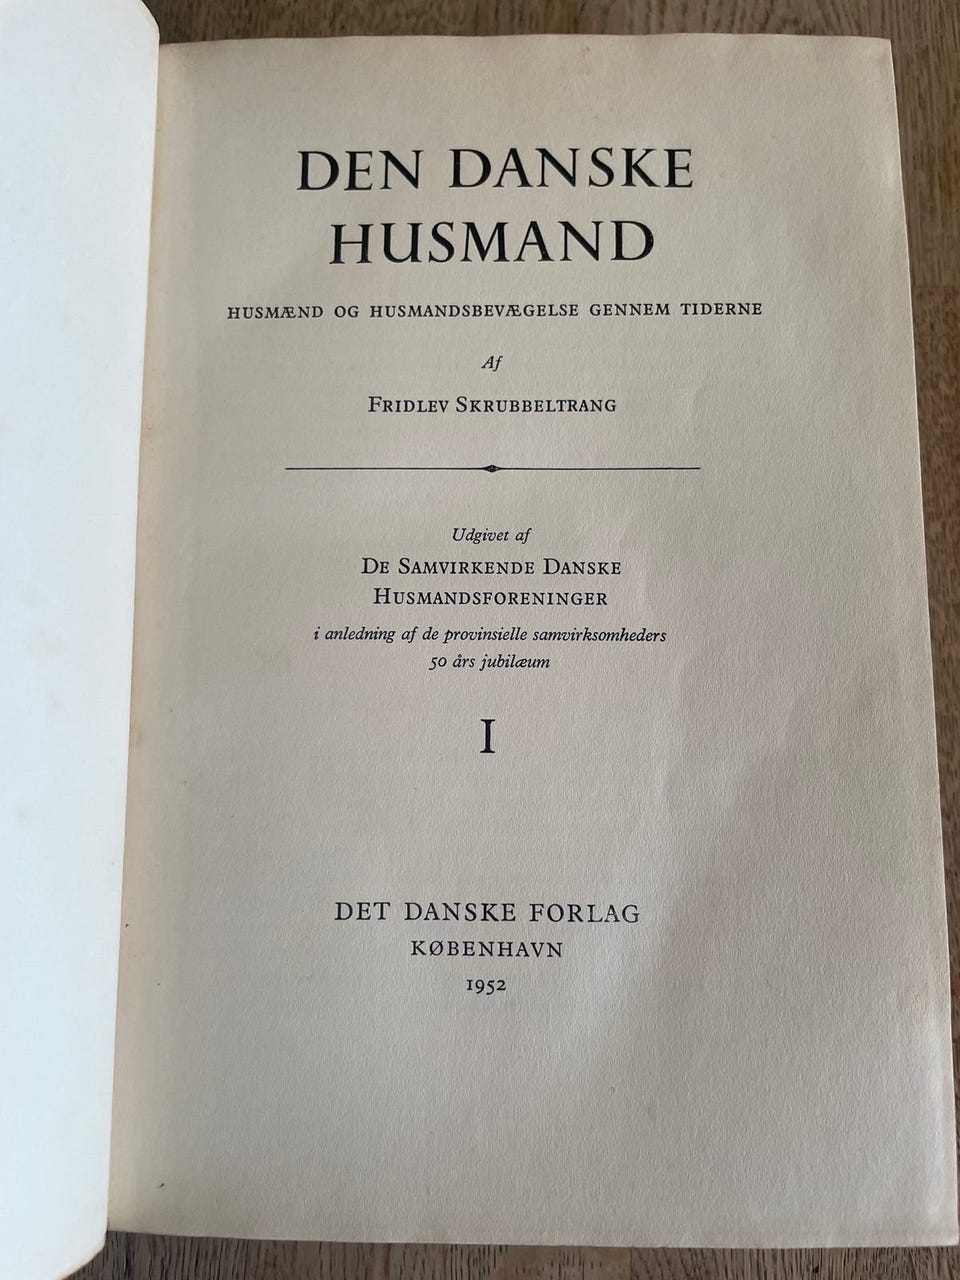 DEN DANSKE
HUSMAND
HUSMÆND OG HUSMANDSBEVÆGELSE GENNEM TIDERNE
Af
FRIDLEV SKRUBBELTRANG
Udgivet af
DE SAMVIRKENDE DANSKE
HUSMANDSFORENINGER
i anledning af de provinsielle samvirksomheders
50 års jubilæum
I
DET DANSKE FORLAG
KØBENHAVN
1952